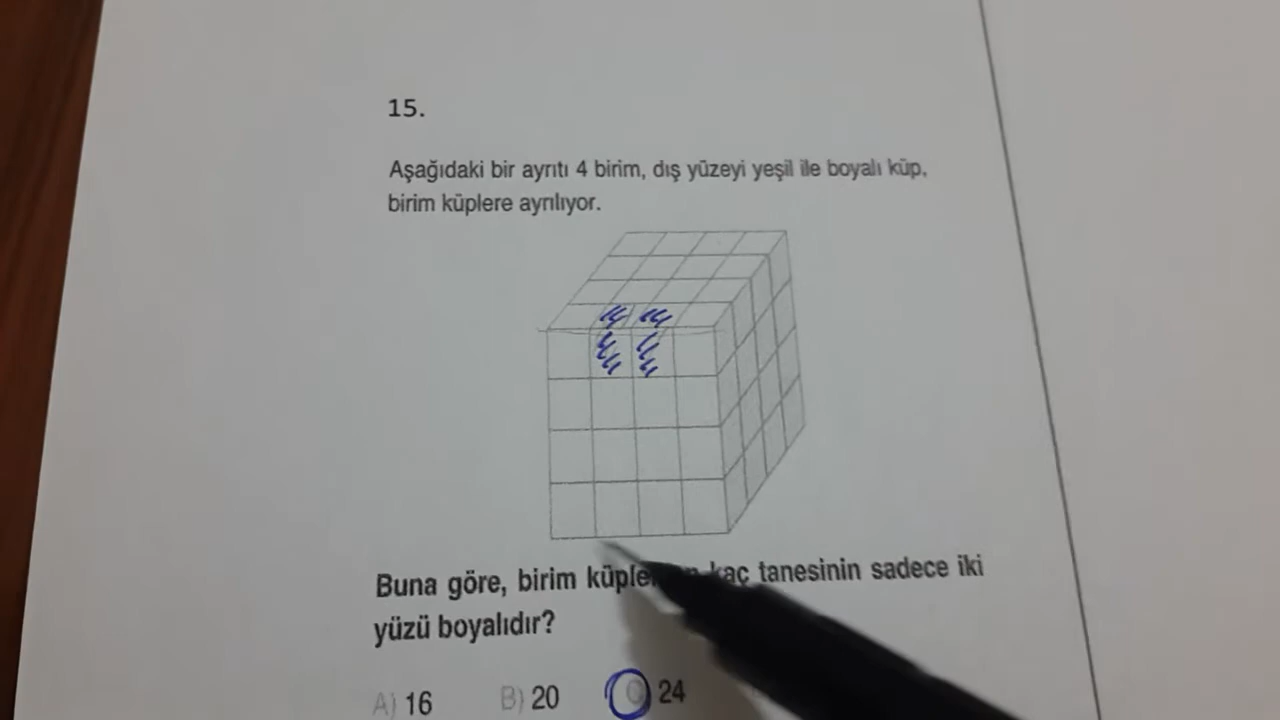 15.
Aşağıdaki bir ayrıtı 4 birim, dış yüzeyi yeşil ile boyalı küp,
birim küplere ayrılıyor.
Buna göre, birim kaç tanesinin sadece iki
yüzü boyalıdır?
A) 16 B) 20 24